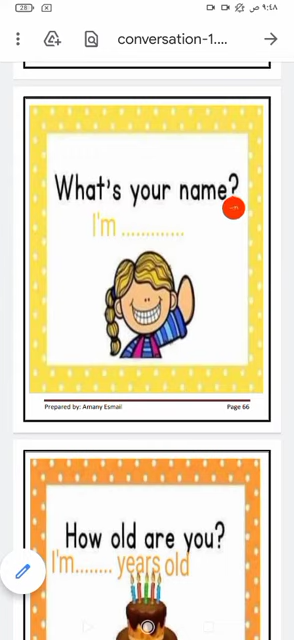 28
٩:٤٨ ص
conversation-1....
What's your name?
I'm .............
Prepared by: Amany Esmail
Page 66
How old are you?
I'm........ years old